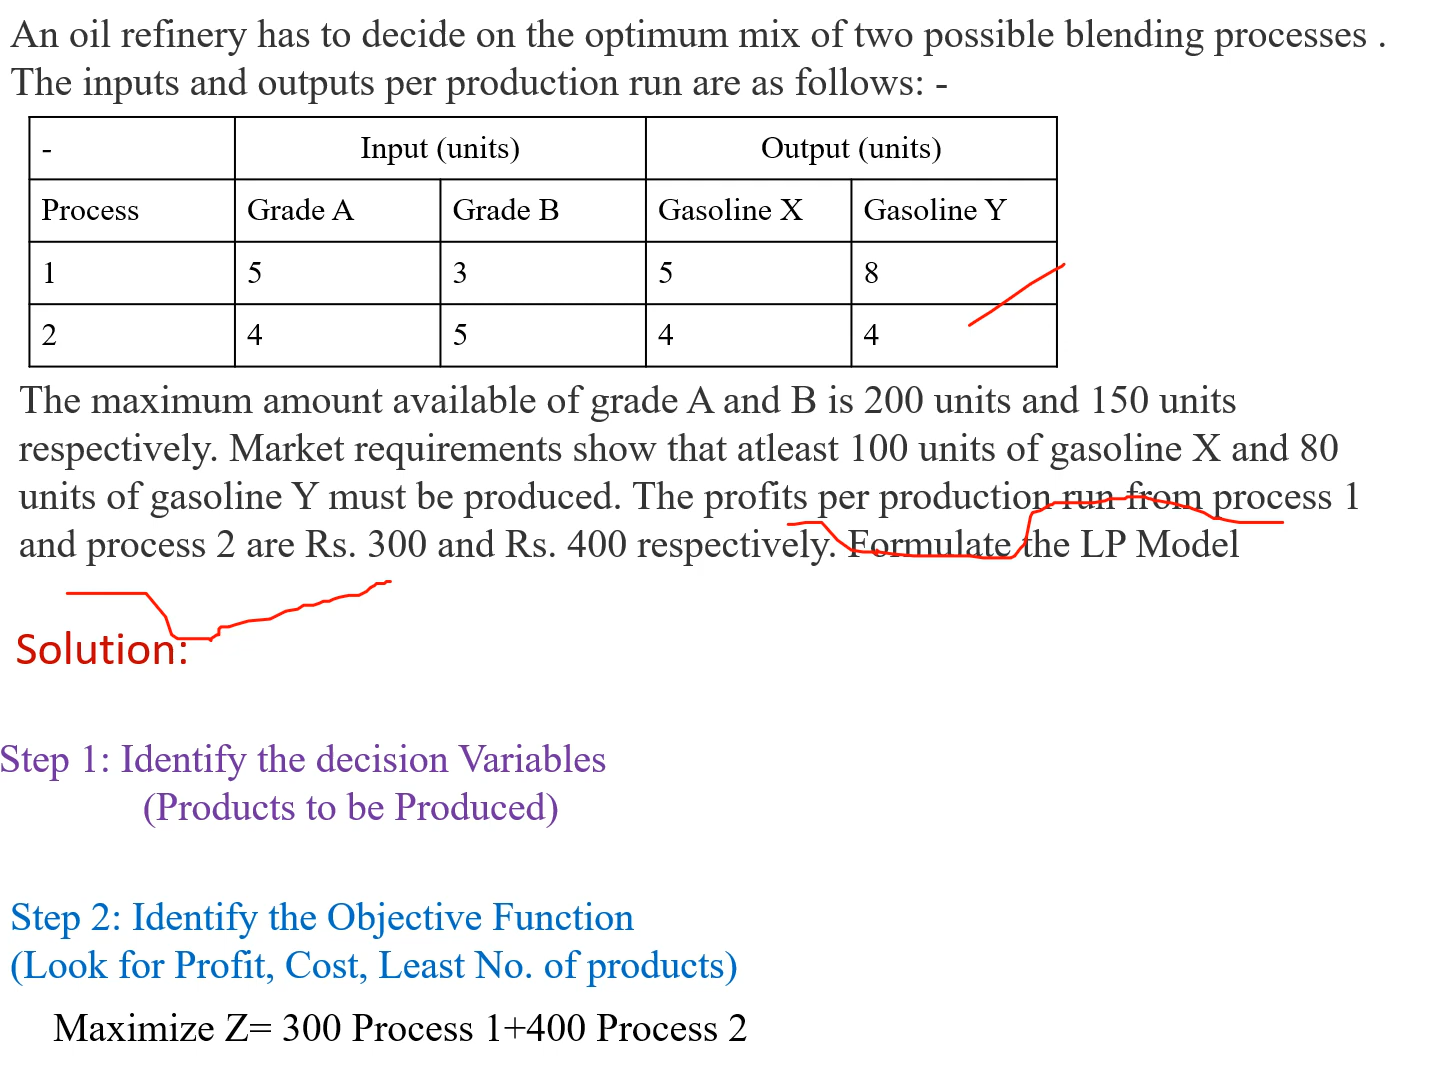 An oil refinery has to decide on the optimum mix of two possible blending processes .
The inputs and outputs per production run are as follows: -
- Input (units) Output (units)
Process Grade A Grade B Gasoline X Gasoline Y
1 5 3 5 8
2 4 5 4 4
The maximum amount available of grade A and B is 200 units and 150 units
respectively. Market requirements show that atleast 100 units of gasoline X and 80
units of gasoline Y must be produced. The profits per production run from process 1
and process 2 are Rs. 300 and Rs. 400 respectively. Formulate the LP Model
Solution:
Step 1: Identify the decision Variables
(Products to be Produced)
Step 2: Identify the Objective Function
(Look for Profit, Cost, Least No. of products)
Maximize Z= 300 Process 1+400 Process 2